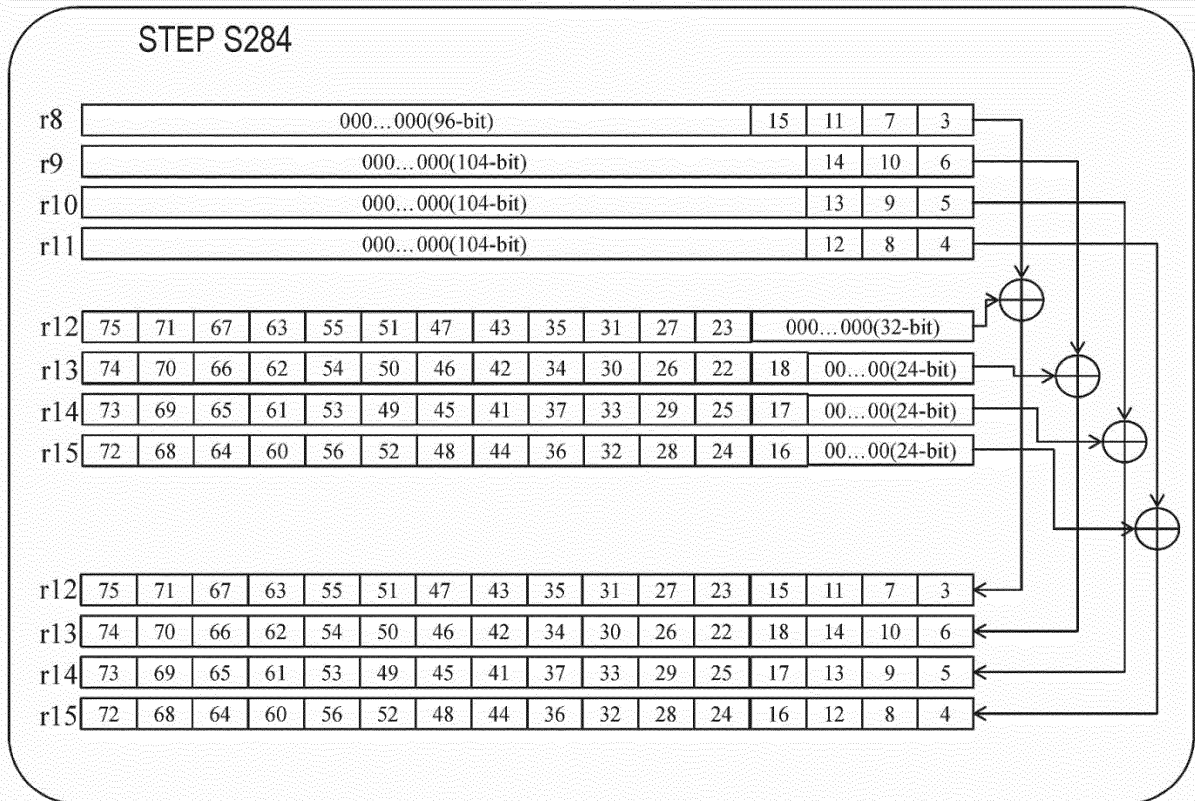 STEP S284
r8 000...000(96-bit) 15 11 7 3
r9 000...000(104-bit) 14 10 6
r10 000...000(104-bit) 13 9 5
r11 000...000(104-bit) 12 8 4
r12 75 71 67 63 55 51 47 43 35 31 27 23 000...000(32-bit)
r13 74 70 66 62 54 50 46 42 34 30 26 22 18 00...00(24-bit)
r14 73 69 65 61 53 49 45 41 37 33 29 25 17 00...00(24-bit)
r15 72 68 64 60 56 52 48 44 36 32 28 24 16 00...00(24-bit)
r12 75 71 67 63 55 51 47 43 35 31 27 23 15 11 7 3
r13 74 70 66 62 54 50 46 42 34 30 26 22 18 14 10 6
r14 73 69 65 61 53 49 45 41 37 33 29 25 17 13 9 5
r15 72 68 64 60 56 52 48 44 36 32 28 24 16 12 8 4